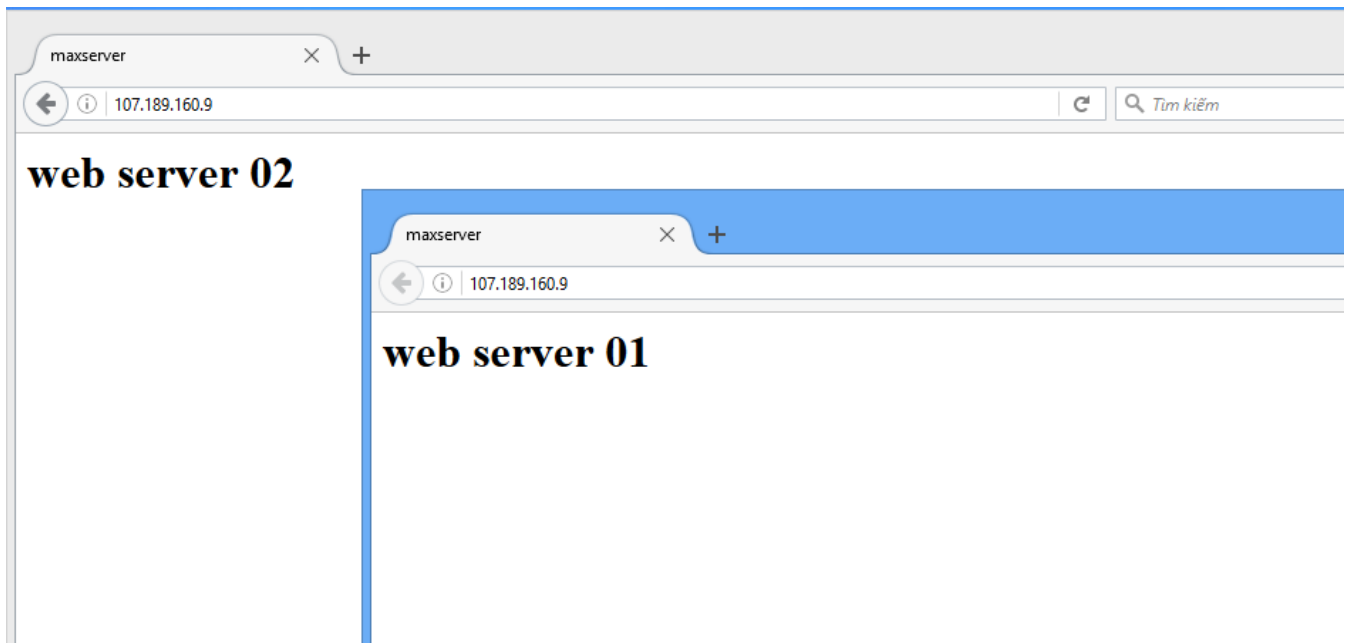 maxserver
107.189.160.9
Tìm kiếm
web server 02
maxserver
107.189.160.9
web server 01